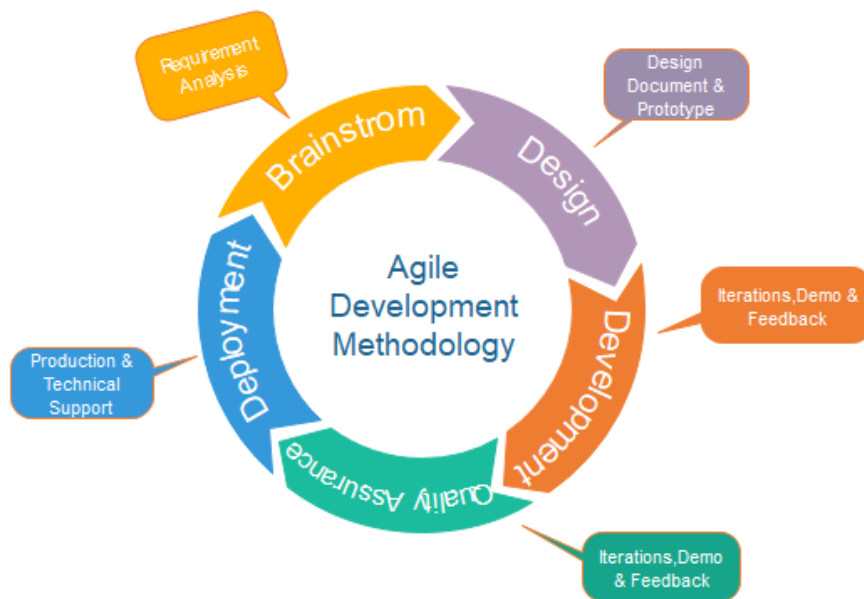 Requirement
Analysis
Brainstrom
Design
Document &
Prototype
Design
Agile
Development
Methodology
Iterations,Demo &
Feedback
Development
Deployment
Production &
Technical
Support
Quality Assurance
Iterations,Demo
& Feedback